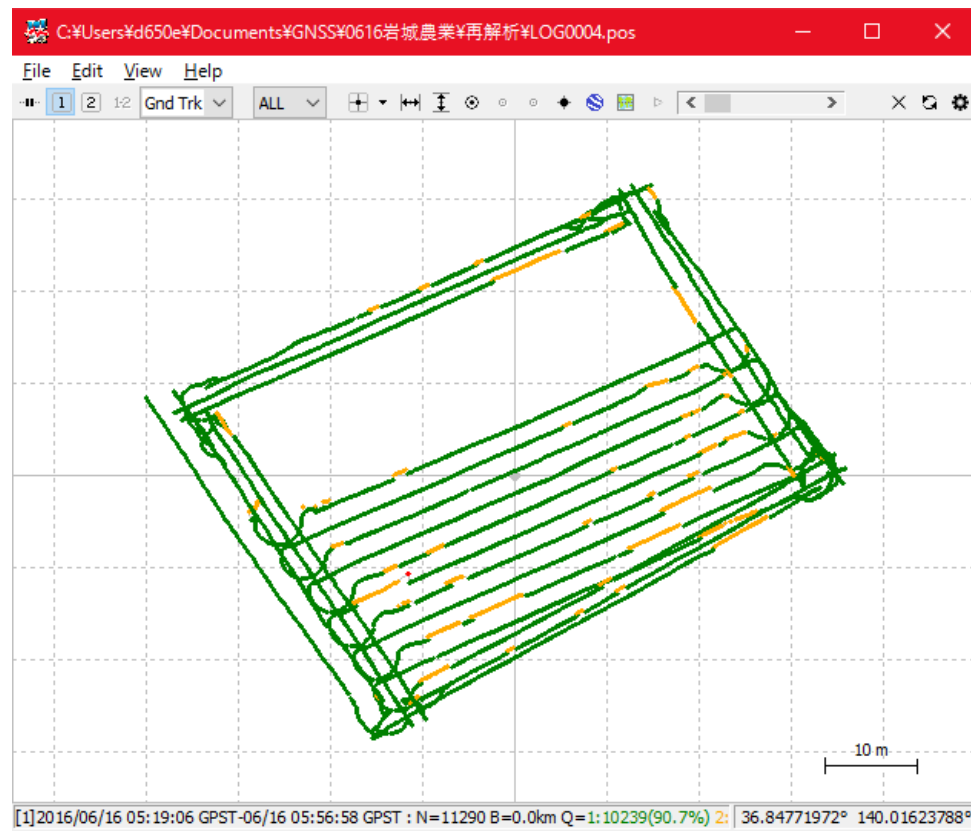 C:¥Users¥d650e¥Documents¥GNSS¥0616岩城農業¥再解析¥LOG0004.pos
File Edit View Help
1 2 1-2 Gnd Trk ALL
10 m
[1]2016/06/16 05:19:06 GPST-06/16 05:56:58 GPST : N=11290 B=0.0km Q=1:10239(90.7%) 2: 36.84771972° 140.01623788°